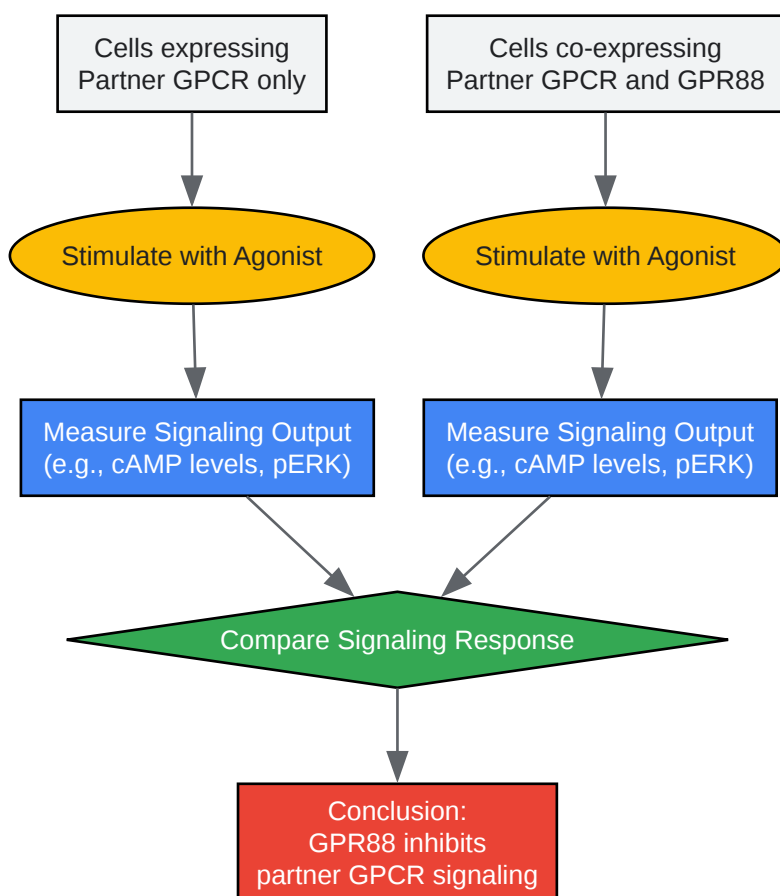 Cells expressing
Partner GPCR only
Cells co-expressing
Partner GPCR and GPR88
Stimulate with Agonist
Stimulate with Agonist
Measure Signaling Output
(e.g., cAMP levels, pERK)
Measure Signaling Output
(e.g., cAMP levels, pERK)
Compare Signaling Response
Conclusion:
GPR88 inhibits
partner GPCR signaling